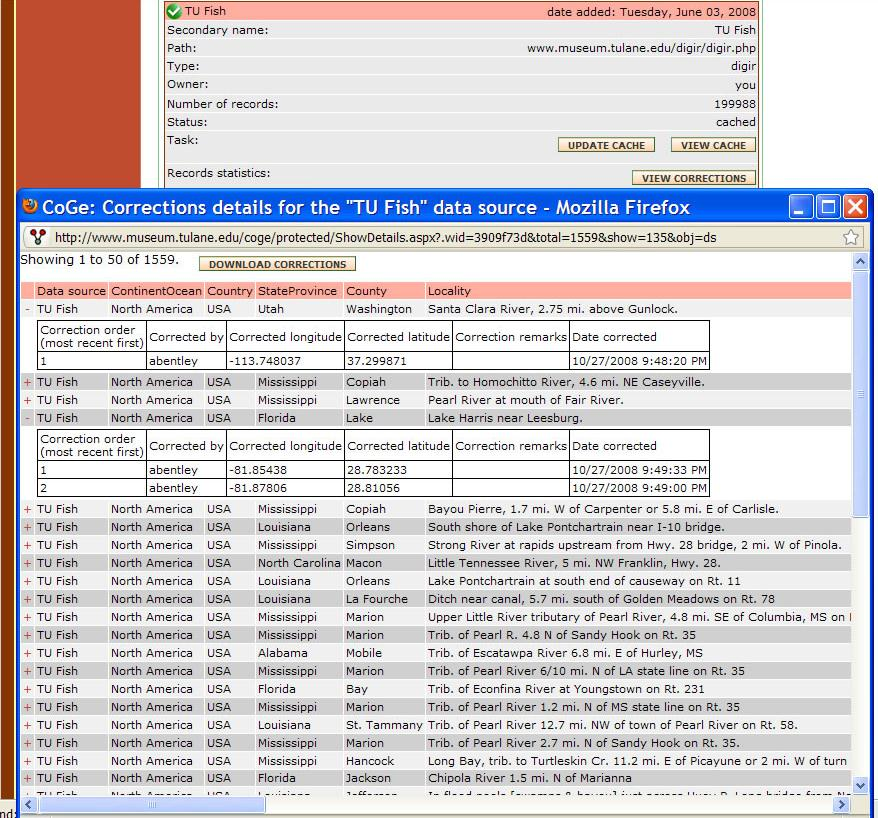 TU Fish date added: Tuesday, June 03, 2008
Secondary name: TU Fish
Path: www.museum.tulane.edu/digir/digir.php
Type: digir
Owner: you
Number of records: 199988
Status: cached
Task: UPDATE CACHE VIEW CACHE
Records statistics: VIEW CORRECTIONS
CoGe: Corrections details for the "TU Fish" data source - Mozilla Firefox
http://www.museum.tulane.edu/coge/protected/ShowDetails.aspx?.wid=3909f73d&total=1559&show=135&obj=ds
Showing 1 to 50 of 1559. DOWNLOAD CORRECTIONS
Data source ContinentOcean Country StateProvince County Locality
- TU Fish North America USA Utah Washington Santa Clara River, 2.75 mi. above Gunlock.
Correction order (most recent first) Corrected by Corrected longitude Corrected latitude Correction remarks Date corrected
1 abentley -113.748037 37.299871 10/27/2008 9:48:20 PM
+ TU Fish North America USA Mississippi Copiah Trib. to Homochitto River, 4.6 mi. NE Caseyville.
+ TU Fish North America USA Mississippi Lawrence Pearl River at mouth of Fair River.
- TU Fish North America USA Florida Lake Lake Harris near Leesburg.
Correction order (most recent first) Corrected by Corrected longitude Corrected latitude Correction remarks Date corrected
1 abentley -81.85438 28.783233 10/27/2008 9:49:33 PM
2 abentley -81.87806 28.81056 10/27/2008 9:49:00 PM
+ TU Fish North America USA Mississippi Copiah Bayou Pierre, 1.7 mi. W of Carpenter or 5.8 mi. E of Carlisle.
+ TU Fish North America USA Louisiana Orleans South shore of Lake Pontchartrain near I-10 bridge.
+ TU Fish North America USA Mississippi Simpson Strong River at rapids upstream from Hwy. 28 bridge, 2 mi. W of Pinola.
+ TU Fish North America USA North Carolina Macon Little Tennessee River, 5 mi. NW Franklin, Hwy. 28.
+ TU Fish North America USA Louisiana Orleans Lake Pontchartrain at south end of causeway on Rt. 11
+ TU Fish North America USA Louisiana La Fourche Ditch near canal, 5.7 mi. south of Golden Meadows on Rt. 78
+ TU Fish North America USA Mississippi Marion Upper Little River tributary of Pearl River, 4.8 mi. SE of Columbia, MS on
+ TU Fish North America USA Mississippi Marion Trib. of Pearl R. 4.8 N of Sandy Hook on Rt. 35
+ TU Fish North America USA Alabama Mobile Trib. of Escatawpa River 6.8 mi. E of Hurley, MS
+ TU Fish North America USA Mississippi Marion Trib. of Pearl River 6/10 mi. N of LA state line on Rt. 35
+ TU Fish North America USA Florida Bay Trib. of Econfina River at Youngstown on Rt. 231
+ TU Fish North America USA Mississippi Marion Trib. of Pearl River 1.2 mi. N of MS state line on Rt. 35
+ TU Fish North America USA Louisiana St. Tammany Trib. of Pearl River 12.7 mi. NW of town of Pearl River on Rt. 58.
+ TU Fish North America USA Mississippi Marion Trib. of Pearl River 2.7 mi. N of Sandy Hook on Rt. 35.
+ TU Fish North America USA Mississippi Hancock Long Bay, trib. to Turtleskin Cr. 11.2 mi. E of Picayune or 2 mi. W of turn
+ TU Fish North America USA Florida Jackson Chipola River 1.5 mi. N of Marianna
+ TU Fish North America USA Louisiana Jefferson
nd: